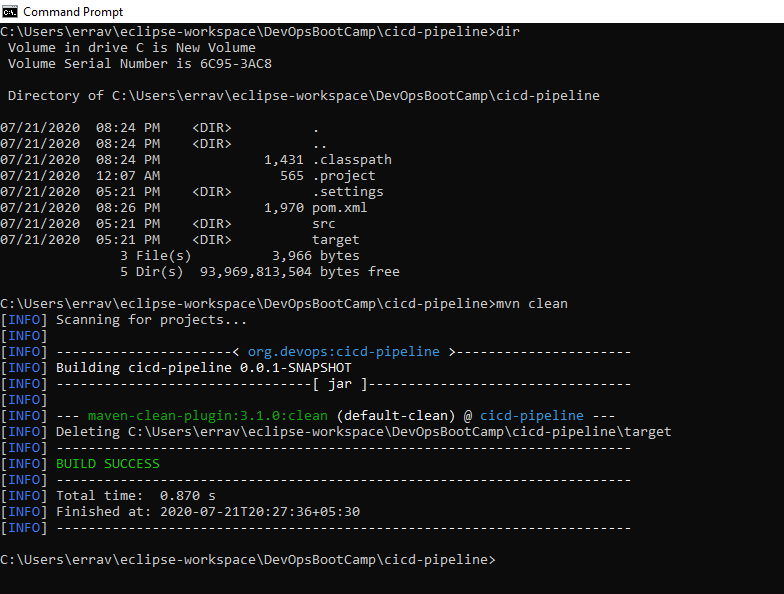 Command Prompt
C:\Users\errav\eclipse-workspace\DevOpsBootCamp\cicd-pipeline>dir
 Volume in drive C is New Volume
 Volume Serial Number is 6C95-3AC8

 Directory of C:\Users\errav\eclipse-workspace\DevOpsBootCamp\cicd-pipeline

07/21/2020  08:24 PM    <DIR>          .
07/21/2020  08:24 PM    <DIR>          ..
07/21/2020  08:24 PM             1,431 .classpath
07/21/2020  12:07 AM               565 .project
07/21/2020  05:21 PM    <DIR>          .settings
07/21/2020  08:26 PM             1,970 pom.xml
07/21/2020  05:21 PM    <DIR>          src
07/21/2020  05:21 PM    <DIR>          target
               3 File(s)          3,966 bytes
               5 Dir(s)  93,969,813,504 bytes free

C:\Users\errav\eclipse-workspace\DevOpsBootCamp\cicd-pipeline>mvn clean
[INFO] Scanning for projects...
[INFO]
[INFO] ----------------------< org.devops:cicd-pipeline >----------------------
[INFO] Building cicd-pipeline 0.0.1-SNAPSHOT
[INFO] --------------------------------[ jar ]---------------------------------
[INFO]
[INFO] --- maven-clean-plugin:3.1.0:clean (default-clean) @ cicd-pipeline ---
[INFO] Deleting C:\Users\errav\eclipse-workspace\DevOpsBootCamp\cicd-pipeline\target
[INFO] ------------------------------------------------------------------------
[INFO] BUILD SUCCESS
[INFO] ------------------------------------------------------------------------
[INFO] Total time:  0.870 s
[INFO] Finished at: 2020-07-21T20:27:36+05:30
[INFO] ------------------------------------------------------------------------

C:\Users\errav\eclipse-workspace\DevOpsBootCamp\cicd-pipeline>